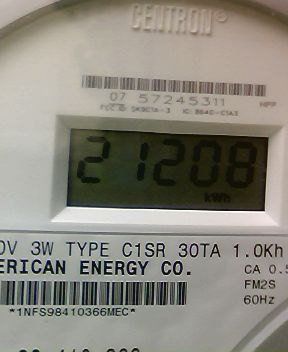 CENTRON®
07 57245311 HPP
21208
kWh
0V 3W TYPE C1SR 30TA 1.0Kh
ERICAN ENERGY CO.
CA 0.5
FM2S
60Hz
*1NFS98410366MEC*